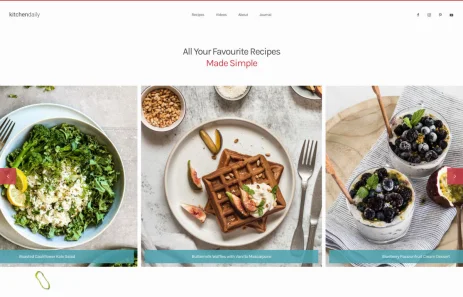 kitchendaily
Recipes
Videos
About
Journal
All Your Favourite Recipes
Made Simple
Roasted Cauliflower Kale Salad
Buttermilk Waffles with Vanilla Mascarpone
Blueberry Passionfruit Cream Dessert